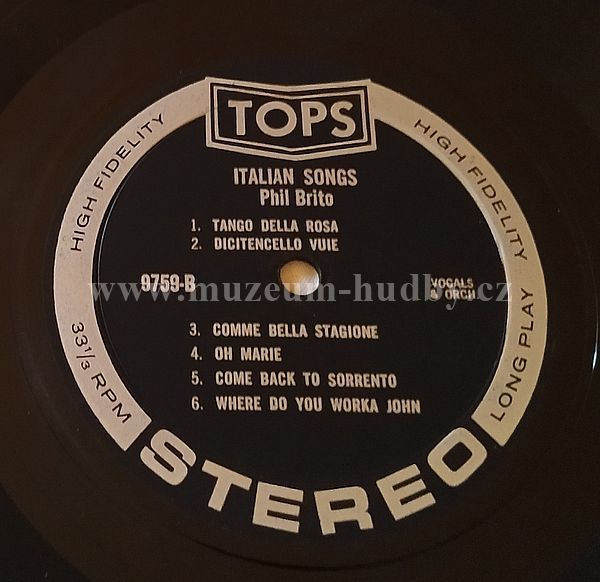 TOPS
HIGH FIDELITY
HIGH FIDELITY
ITALIAN SONGS
Phil Brito
1. TANGO DELLA ROSA
2. DICITENCELLO VUIE
9759-B
VOCALS
& ORCH
www.muzeum-hudby.cz
3. COMME BELLA STAGIONE
4. OH MARIE
5. COME BACK TO SORRENTO
6. WHERE DO YOU WORKA JOHN
33 1/3 RPM
LONG PLAY
STEREO